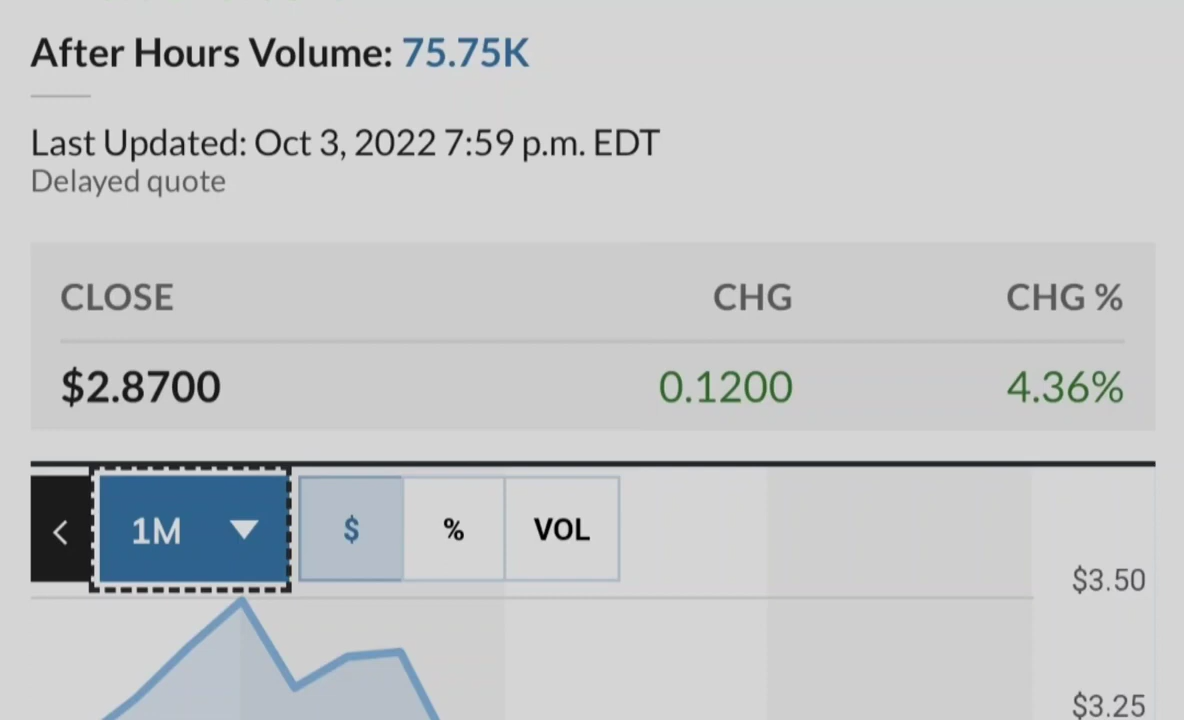 After Hours Volume: 75.75K
Last Updated: Oct 3, 2022 7:59 p.m. EDT
Delayed quote
CLOSE CHG CHG %
$2.8700 0.1200 4.36%
1M $ % VOL
$3.50
$3.25